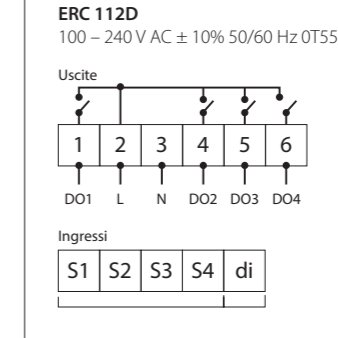 ERC 112D
100 – 240 V AC ± 10% 50/60 Hz 0T55
Uscite
1 2 3 4 5 6
DO1 L N DO2 DO3 DO4
Ingressi
S1 S2 S3 S4 di